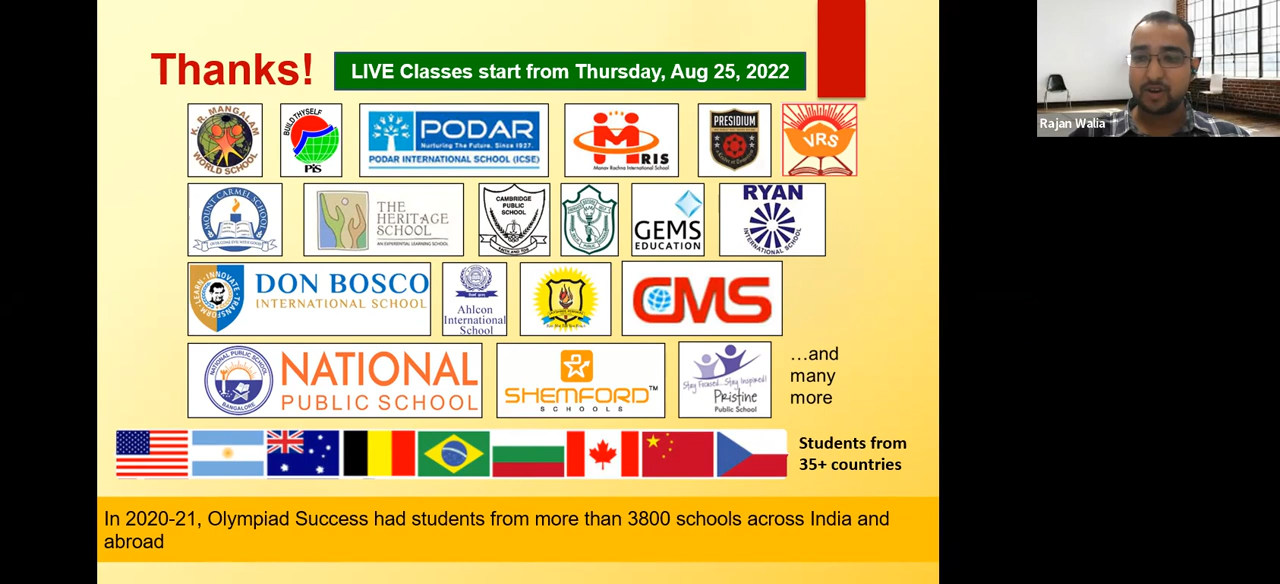 Thanks!
LIVE Classes start from Thursday, Aug 25, 2022
Rajan Walia
K. R. MANGALAM
WORLD SCHOOL
BUILD THYSELF
PIS
PODAR
Nurturing The Future. Since 1927.
PODAR INTERNATIONAL SCHOOL (ICSE)
RIS
Manav Rachna International School
PRESIDIUM
VRS
MOUNT CARMEL SCHOOL
THE
HERITAGE
SCHOOL
AN EXPERIENTIAL LEARNING SCHOOL
CAMBRIDGE
PUBLIC
SCHOOL
GEMS
EDUCATION
RYAN
INTERNATIONAL SCHOOL
LEARN·INNOVATE·TRANSFORM
DON BOSCO
INTERNATIONAL SCHOOL
Ahlcon
International
School
CMS
NATIONAL PUBLIC SCHOOL
BANGALORE
NATIONAL
PUBLIC SCHOOL
SHEMFORD™
SCHOOLS
Stay Focused...Stay Inspired!
Pristine
Public School
…and
many
more
Students from
35+ countries
In 2020-21, Olympiad Success had students from more than 3800 schools across India and
abroad